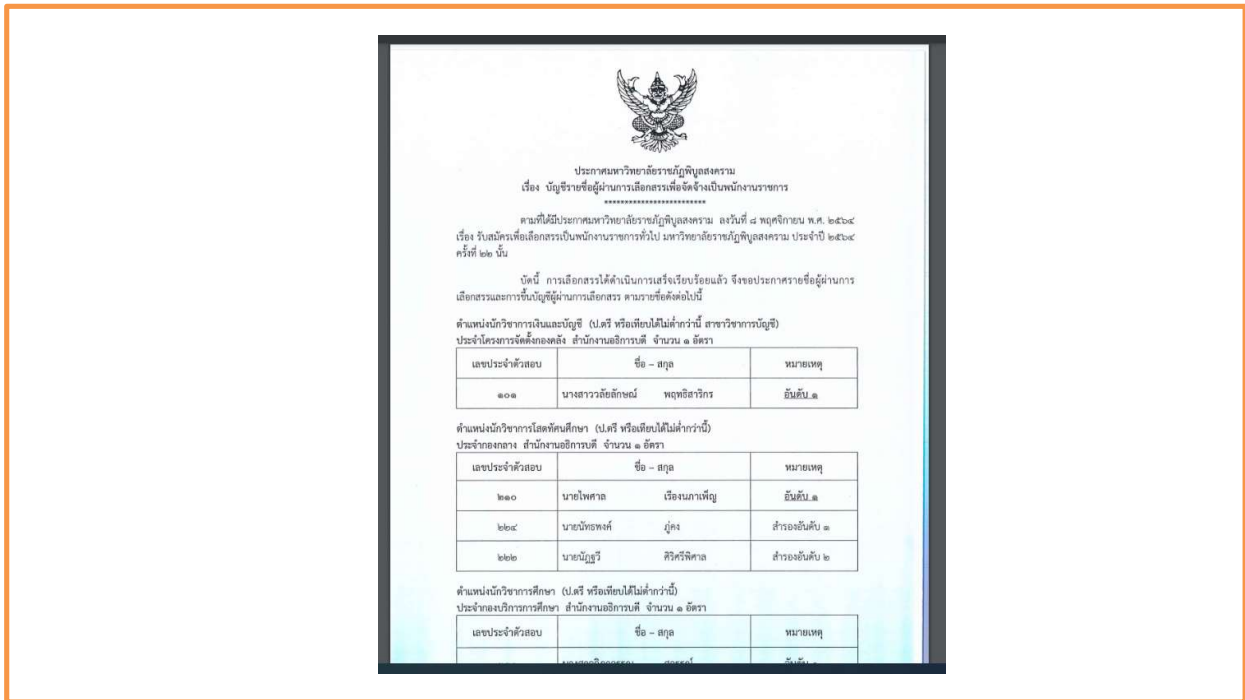 ประกาศมหาวิทยาลัยราชภัฏพิบูลสงคราม
เรื่อง บัญชีรายชื่อผู้ผ่านการเลือกสรรเพื่อจัดจ้างเป็นพนักงานราชการ
*************************
ตามที่ได้มีประกาศมหาวิทยาลัยราชภัฏพิบูลสงคราม ลงวันที่ ๘ พฤศจิกายน พ.ศ. ๒๕๖๔
เรื่อง รับสมัครเพื่อเลือกสรรเป็นพนักงานราชการทั่วไป มหาวิทยาลัยราชภัฏพิบูลสงคราม ประจำปี ๒๕๖๔
ครั้งที่ ๒๒ นั้น
บัดนี้ การเลือกสรรได้ดำเนินการเสร็จเรียบร้อยแล้ว จึงขอประกาศรายชื่อผู้ผ่านการ
เลือกสรรและการขึ้นบัญชีผู้ผ่านการเลือกสรร ตามรายชื่อดังต่อไปนี้
ตำแหน่งนักวิชาการเงินและบัญชี (ป.ตรี หรือเทียบได้ไม่ต่ำกว่านี้ สาขาวิชาการบัญชี)
ประจำโครงการจัดตั้งกองคลัง สำนักงานอธิการบดี จำนวน ๑ อัตรา
เลขประจำตัวสอบ ชื่อ – สกุล หมายเหตุ
๑๐๑ นางสาววลัยลักษณ์ พฤทธิสาริกร อันดับ ๑
ตำแหน่งนักวิชาการโสตทัศนศึกษา (ป.ตรี หรือเทียบได้ไม่ต่ำกว่านี้)
ประจำกองกลาง สำนักงานอธิการบดี จำนวน ๑ อัตรา
เลขประจำตัวสอบ ชื่อ – สกุล หมายเหตุ
๒๑๐ นายไพศาล เรืองนภาเพ็ญ อันดับ ๑
๒๒๔ นายนัทธพงค์ ภู่คง สำรองอันดับ ๑
๒๒๒ นายนัฏฐวี ศิริศรีพิศาล สำรองอันดับ ๒
ตำแหน่งนักวิชาการศึกษา (ป.ตรี หรือเทียบได้ไม่ต่ำกว่านี้)
ประจำกองบริการการศึกษา สำนักงานอธิการบดี จำนวน ๑ อัตรา
เลขประจำตัวสอบ ชื่อ – สกุล หมายเหตุ